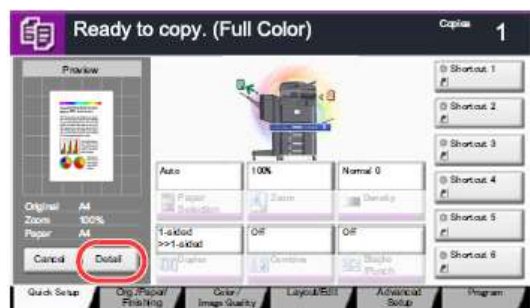 Ready to copy. (Full Color)
Copies
1
Preview
Original A4
Zoom 100%
Paper A4
Cancel
Detail
Auto
Paper
Selection
100%
Zoom
Normal 0
Density
1-sided
>>1-sided
Duplex
Off
Combine
Off
Staple
/Punch
Shortcut 1
Shortcut 2
Shortcut 3
Shortcut 4
Shortcut 5
Shortcut 6
Quick Setup
Org./Paper/
Finishing
Color/
Image Quality
Layout/Edit
Advanced
Setup
Program